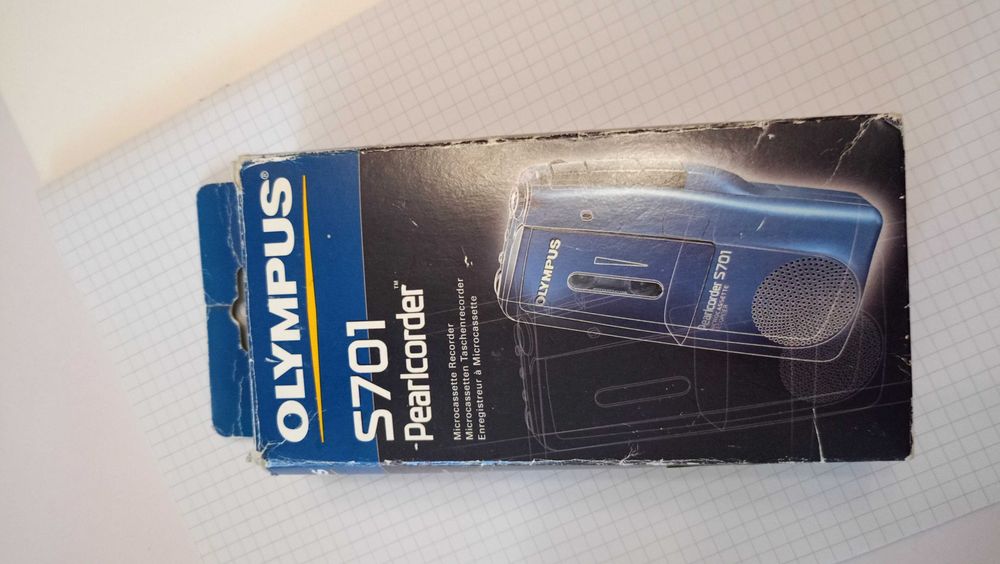 OLYMPUS®
S701
-Pearlcorder™
Microcassette Recorder
Microcassetten Taschenrecorder
Enregistreur à Microcassette
OLYMPUS
Pearlcorder S701